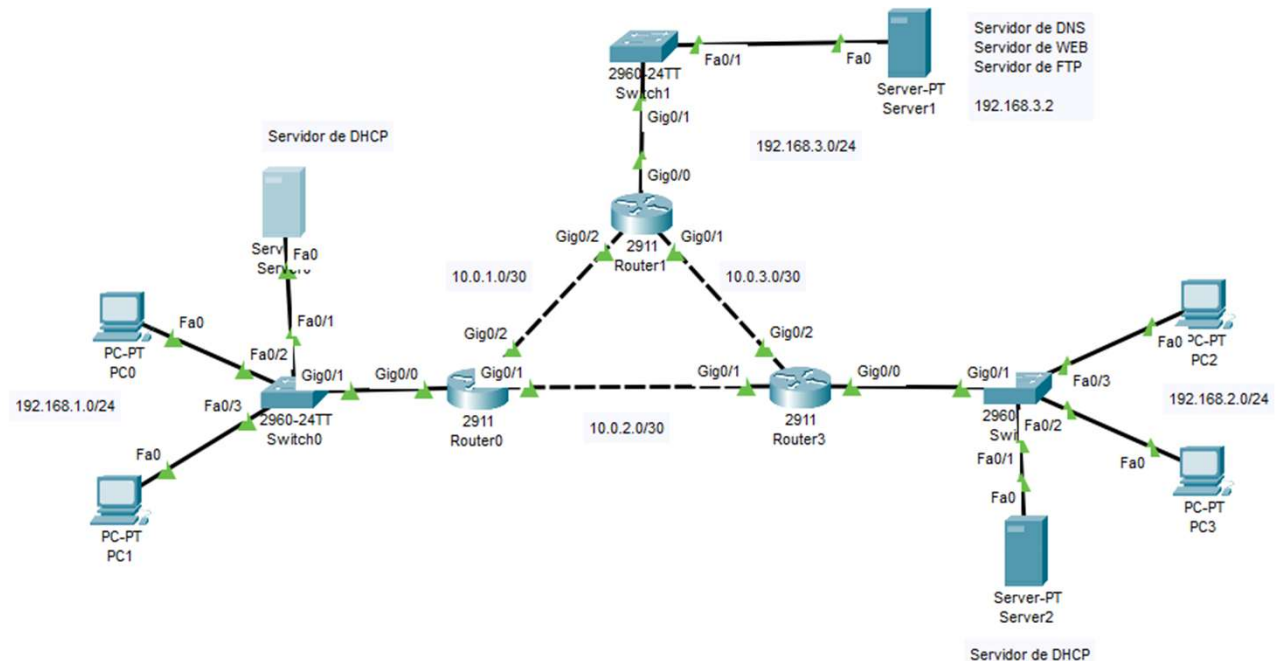 Servidor de DNS
Servidor de WEB
Servidor de FTP
192.168.3.2
Fa0/1
Fa0
2960-24TT
Switch1
Server-PT
Server1
Gig0/1
192.168.3.0/24
Servidor de DHCP
Gig0/0
Gig0/2
Gig0/1
2911
Router1
Fa0
10.0.1.0/30
10.0.3.0/30
Fa0
PC-PT
PC0
Fa0/1
Fa0/2
Gig0/1
Gig0/0
Gig0/2
Gig0/1
Gig0/2
Gig0/1
Gig0/0
Gig0/1
Fa0
PC-PT
PC2
Fa0/3
192.168.1.0/24
Fa0/3
2960-24TT
Switch0
2911
Router0
10.0.2.0/30
2911
Router3
2960
Fa0/2
192.168.2.0/24
Fa0
PC-PT
PC1
Fa0/1
Fa0
Fa0
PC-PT
PC3
Server-PT
Server2
Servidor de DHCP